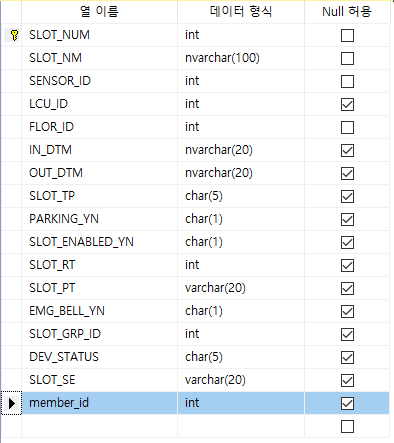 열 이름 데이터 형식 Null 허용
SLOT_NUM int
SLOT_NM nvarchar(100)
SENSOR_ID int
LCU_ID int
FLOR_ID int
IN_DTM nvarchar(20)
OUT_DTM nvarchar(20)
SLOT_TP char(5)
PARKING_YN char(1)
SLOT_ENABLED_YN char(1)
SLOT_RT int
SLOT_PT varchar(20)
EMG_BELL_YN char(1)
SLOT_GRP_ID int
DEV_STATUS char(5)
SLOT_SE varchar(20)
member_id int